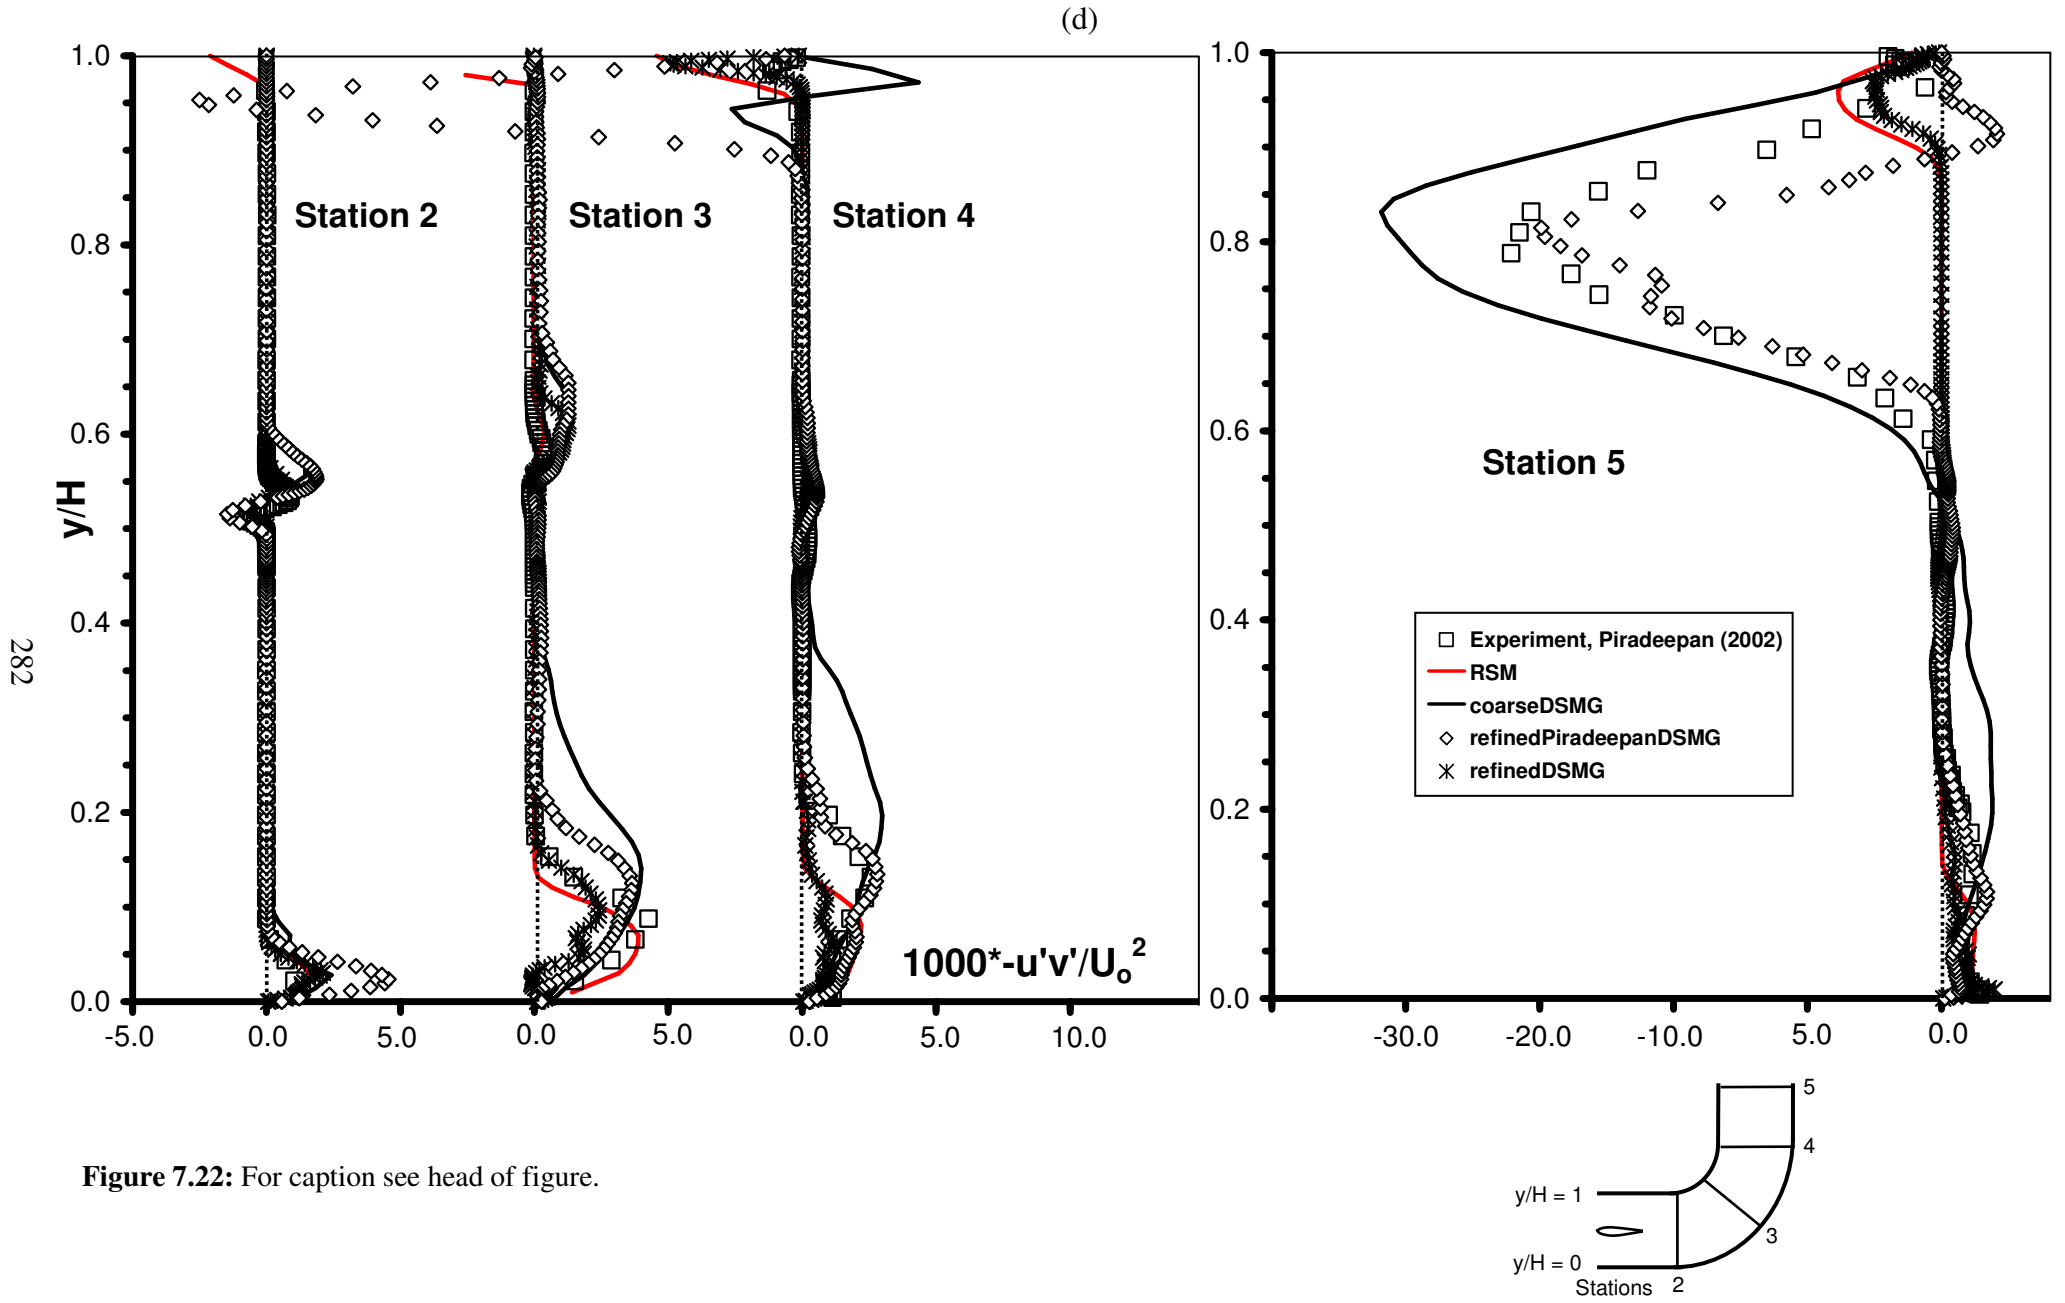 (d)
1.0
0.8
0.6
0.4
0.2
0.0
y/H
282
Station 2
Station 3
Station 4
1000*-u'v'/Uo2
-5.0 0.0 5.0 0.0 5.0 0.0 5.0 10.0
1.0
0.8
0.6
0.4
0.2
0.0
Station 5
Experiment, Piradeepan (2002)
RSM
coarseDSMG
refinedPiradeepanDSMG
refinedDSMG
-30.0 -20.0 -10.0 5.0 0.0
5
4
y/H = 1
3
y/H = 0
Stations 2
Figure 7.22: For caption see head of figure.